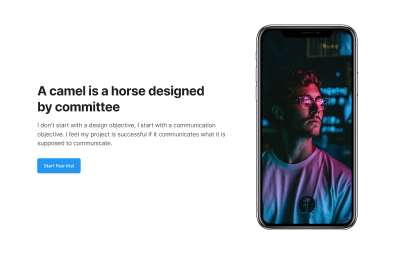 A camel is a horse designed
by committee
I don't start with a design objective, I start with a communication
objective. I feel my project is successful if it communicates what it is
supposed to communicate.
Start free trial